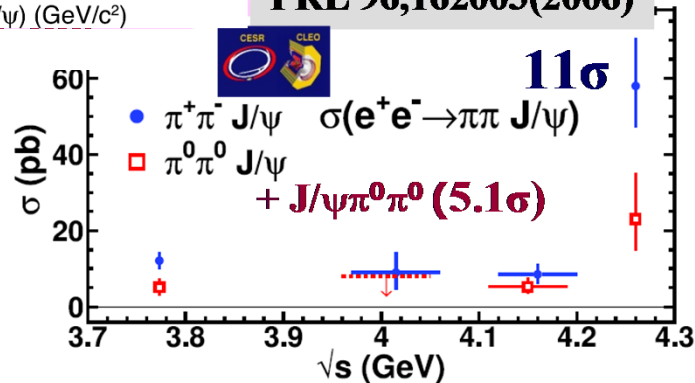 /ψ) (GeV/c²)
PRL 96,162003(2006)
CESR CLEO
11σ
π⁺π⁻ J/ψ σ(e⁺e⁻→ππ J/ψ)
π⁰π⁰ J/ψ
+ J/ψπ⁰π⁰ (5.1σ)
σ (pb)
60
40
20
0
3.7 3.8 3.9 4 4.1 4.2 4.3
√s (GeV)